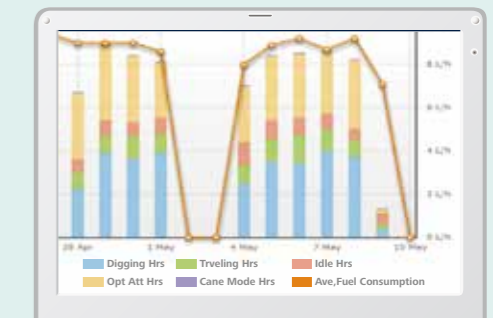 8 L/h
6 L/h
4 L/h
2 L/h
0 L/h
28 Apr 1 May 4 May 7 May 10 May
Digging Hrs Trveling Hrs Idle Hrs
Opt Att Hrs Cane Mode Hrs Ave,Fuel Consumption